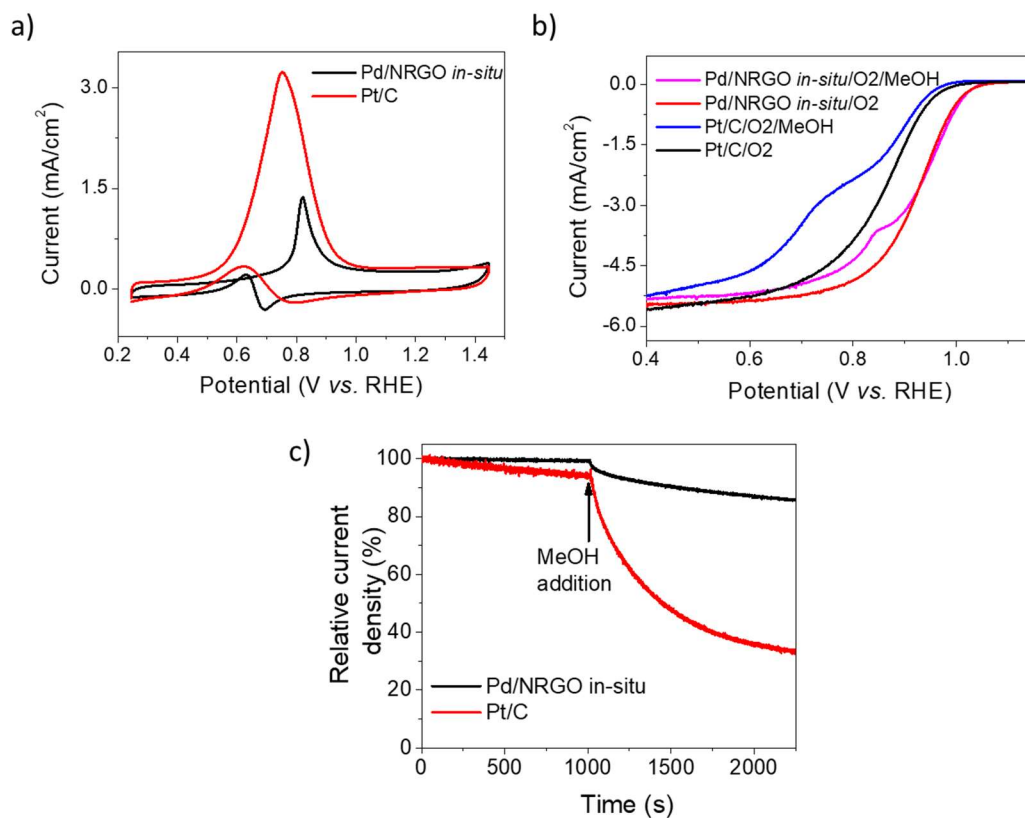 a)
Pd/NRGO in-situ
Pt/C
3.0
1.5
0.0
Current (mA/cm²)
0.2 0.4 0.6 0.8 1.0 1.2 1.4
Potential (V vs. RHE)
b)
Pd/NRGO in-situ/O2/MeOH
Pd/NRGO in-situ/O2
Pt/C/O2/MeOH
Pt/C/O2
0.0
-1.5
-3.0
-4.5
-6.0
Current (mA/cm²)
0.4 0.6 0.8 1.0
Potential (V vs. RHE)
c)
100
80
60
40
20
0
Relative current
density (%)
MeOH
addition
Pd/NRGO in-situ
Pt/C
0 500 1000 1500 2000
Time (s)